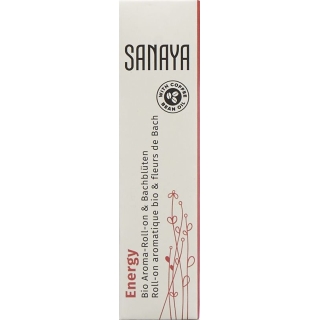 SANAYA
WITH COFFEE
BEAN OIL
Energy
Bio Aroma-Roll-on & Bachblüten
Roll-on aromatique bio & fleurs de Bach